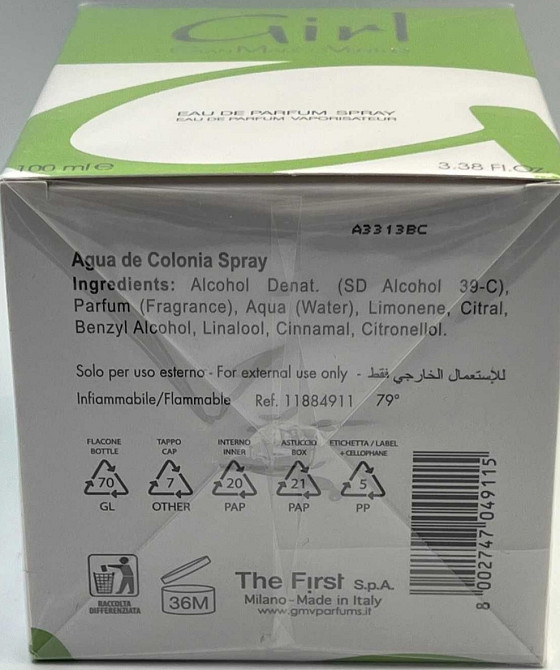 Girl
GIAN MARCO VENTURI
EAU DE PARFUM SPRAY
EAU DE PARFUM VAPORISATEUR
100 ml e 3.38 Fl.Oz
A3313BC
Agua de Colonia Spray
Ingredients: Alcohol Denat. (SD Alcohol 39-C),
Parfum (Fragrance), Aqua (Water), Limonene, Citral,
Benzyl Alcohol, Linalool, Cinnamal, Citronellol.
Solo per uso esterno - For external use only - للإستعمال الخارجي فقط
Infiammabile/Flammable Ref. 11884911 79°
FLACONE TAPPO INTERNO ASTUCCIO ETICHETTA / LABEL
BOTTLE CAP INNER BOX + CELLOPHANE
70 7 20 21 5
GL OTHER PAP PAP PP
8 002747 049115
RACCOLTA
DIFFERENZIATA
36M
The First S.p.A.
Milano - Made in Italy
www.gmvparfums.it